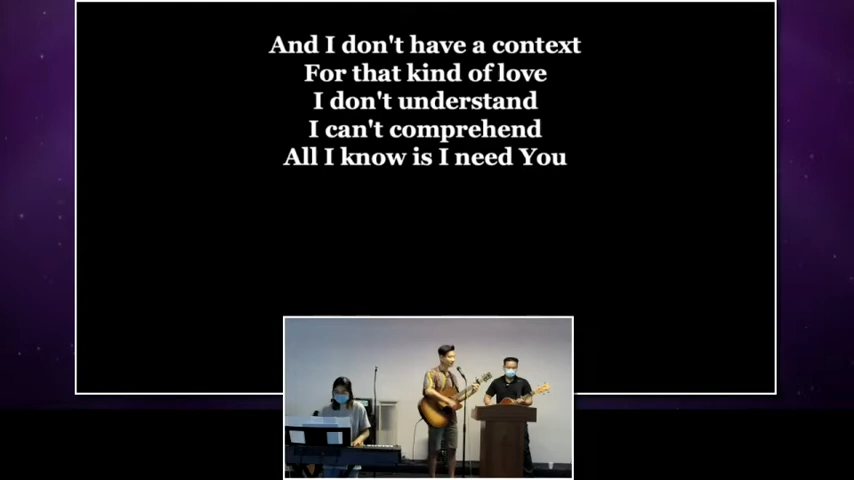 And I don't have a context
For that kind of love
I don't understand
I can't comprehend
All I know is I need You